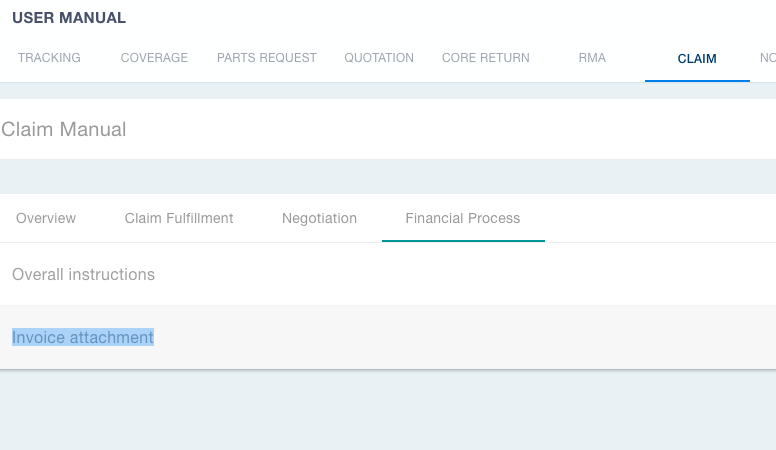 USER MANUAL
TRACKING COVERAGE PARTS REQUEST QUOTATION CORE RETURN RMA CLAIM
Claim Manual
Overview Claim Fulfillment Negotiation Financial Process
Overall instructions
Invoice attachment